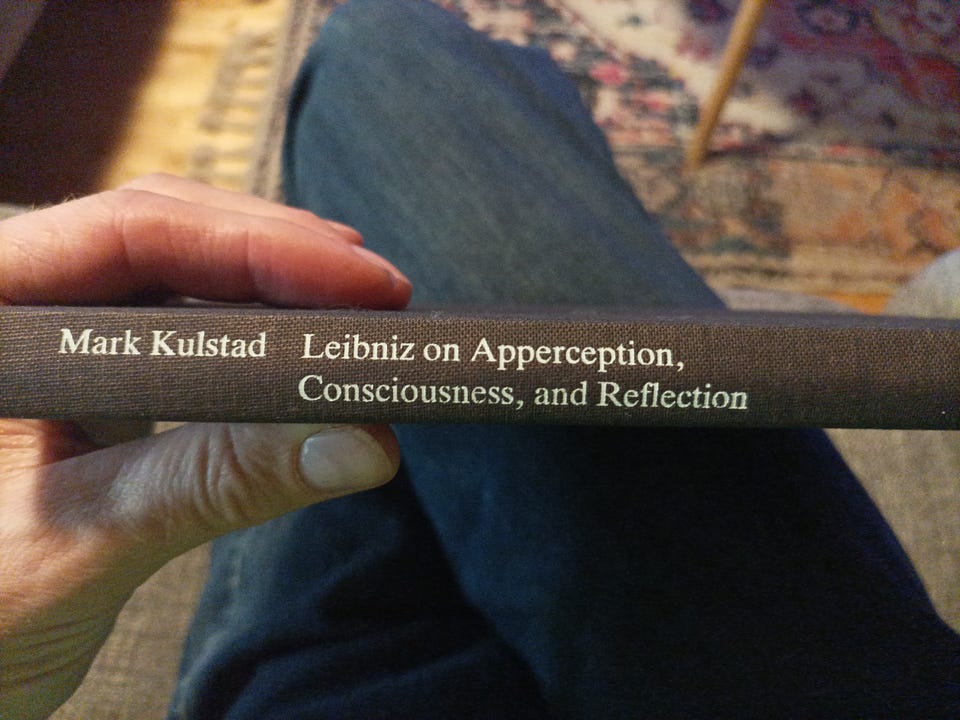 Mark Kulstad Leibniz on Apperception,
Consciousness, and Reflection